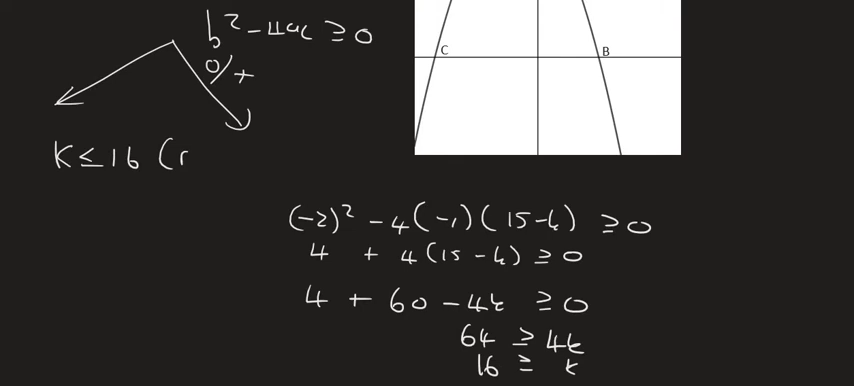 b² - 4ac ≥ 0
0/+
C
B
K ≤ 16 (r
(-2)² - 4(-1)(15-k) ≥ 0
4 + 4(15-k) ≥ 0
4 + 60 - 4k ≥ 0
64 ≥ 4k
16 ≥ k